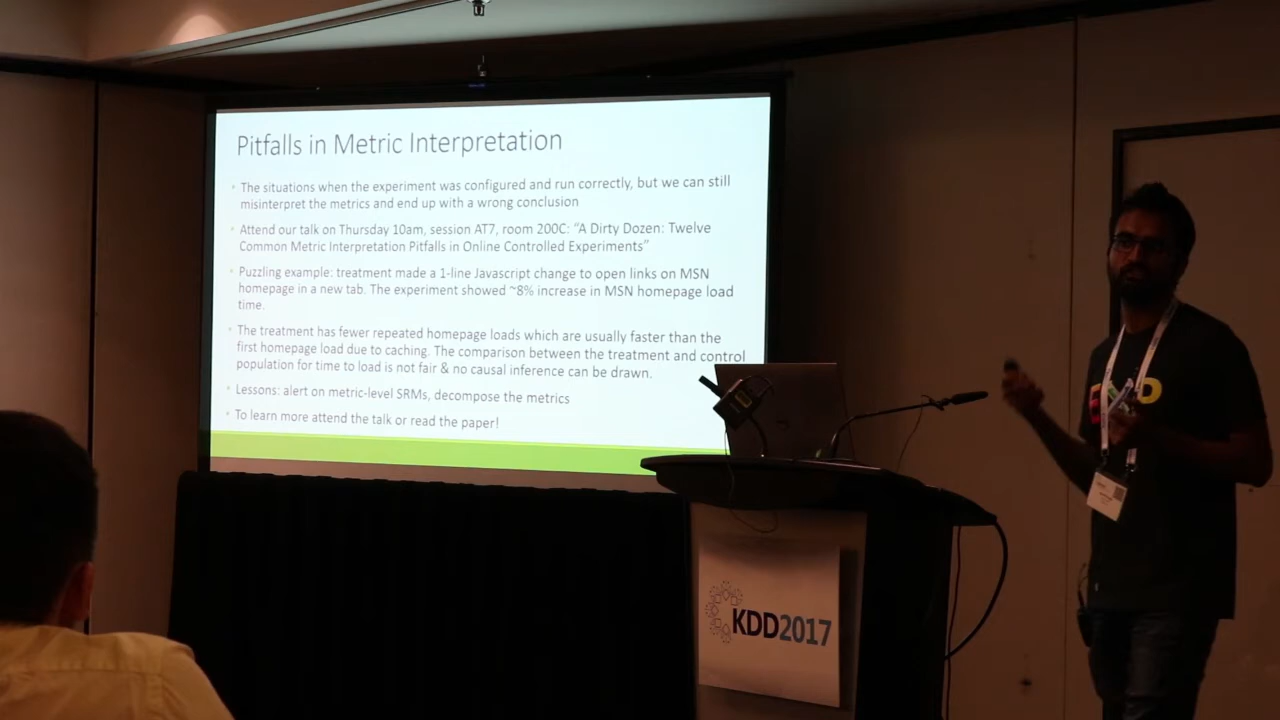 Pitfalls in Metric Interpretation
The situations when the experiment was configured and run correctly, but we can still
misinterpret the metrics and end up with a wrong conclusion
Attend our talk on Thursday 10am, session AT7, room 200C: “A Dirty Dozen: Twelve
Common Metric Interpretation Pitfalls in Online Controlled Experiments”
Puzzling example: treatment made a 1-line Javascript change to open links on MSN
homepage in a new tab. The experiment showed ~8% increase in MSN homepage load
time.
The treatment has fewer repeated homepage loads which are usually faster than the
first homepage load due to caching. The comparison between the treatment and control
population for time to load is not fair & no causal inference can be drawn.
Lessons: alert on metric-level SRMs, decompose the metrics
To learn more attend the talk or read the paper!
KDD2017